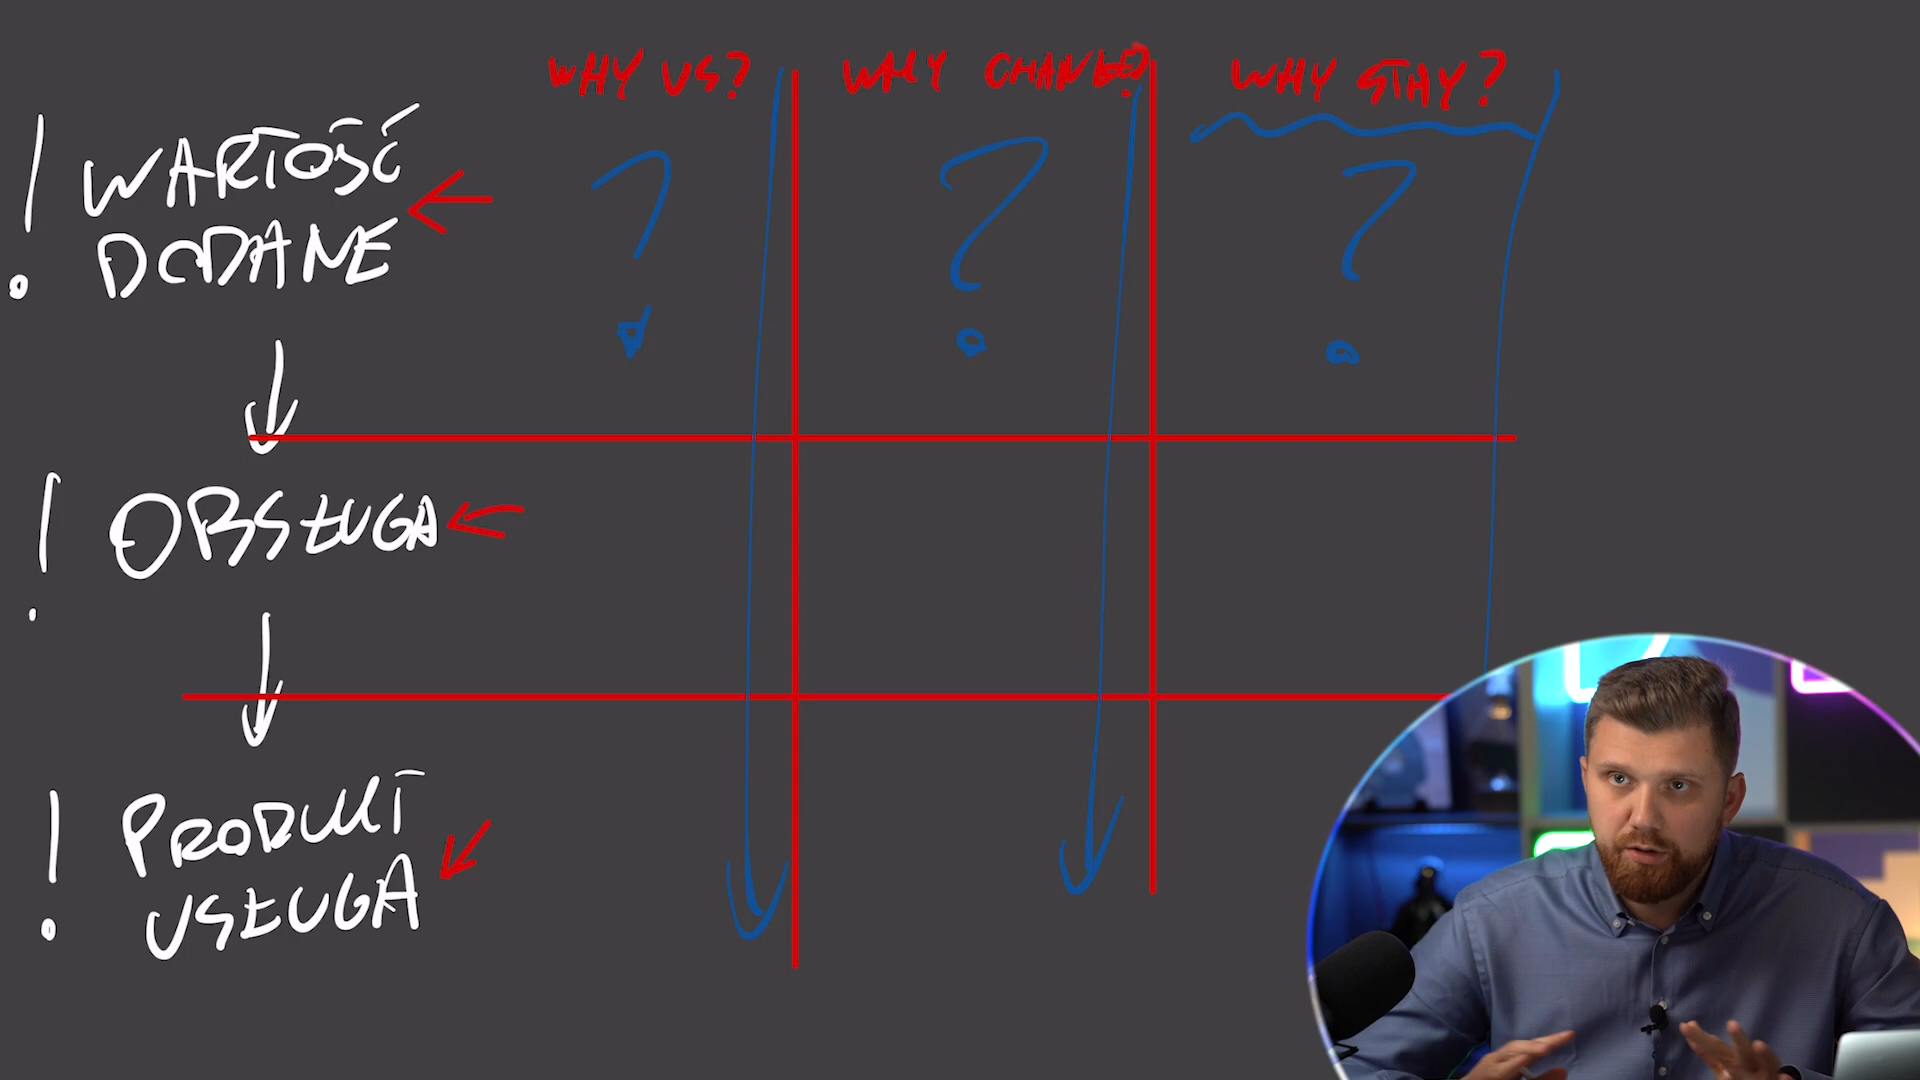 WHY US? WHY CHANGE? WHY STAY?
! WARTOŚĆ ?  ?  ?
DODANE
! OBSŁUGA
! PRODUKT
USŁUGA